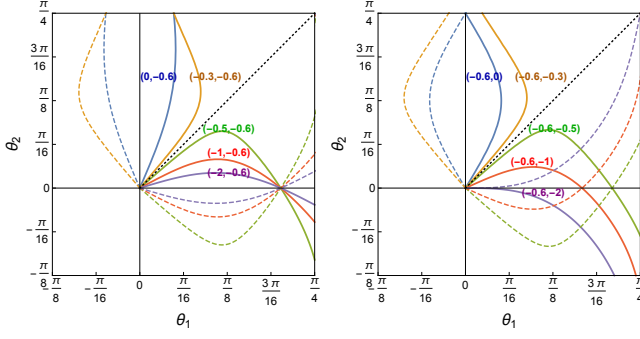 π/4
3π/16
π/8
π/16
0
-π/16
-π/8
θ2
(0,-0.6)
(-0.3,-0.6)
(-0.5,-0.6)
(-1,-0.6)
(-2,-0.6)
-π/8
-π/16
0
π/16
π/8
3π/16
π/4
θ1
π/4
3π/16
π/8
π/16
0
-π/16
-π/8
θ2
(-0.6,0)
(-0.6,-0.3)
(-0.6,-0.5)
(-0.6,-1)
(-0.6,-2)
-π/8
-π/16
0
π/16
π/8
3π/16
π/4
θ1